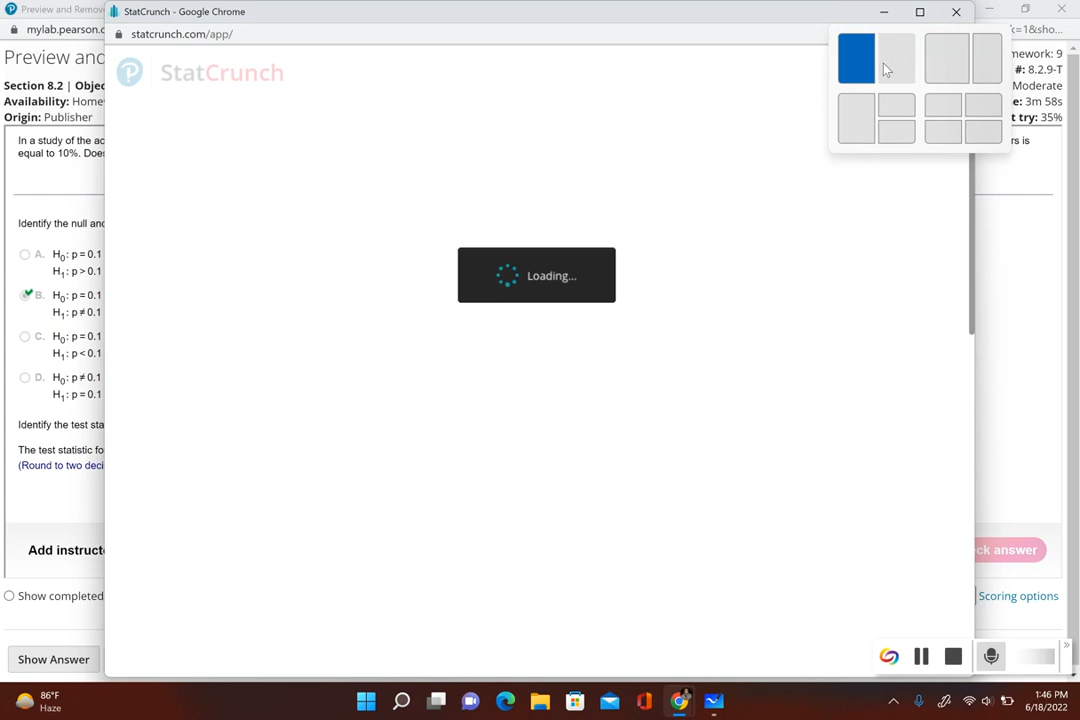 Preview and Remov
StatCrunch - Google Chrome
mylab.pearson.c
statcrunch.com/app/
k=1&sho...
Preview and
StatCrunch
mework: 9
Section 8.2 | Objec
#: 8.2.9-T
Availability: Home
Moderate
Origin: Publisher
e: 3m 58s
t try: 35%
In a study of the ac
rs is
equal to 10%. Does
Identify the null and
A. H0: p = 0.1
H1: p > 0.1
B. H0: p = 0.1
H1: p ≠ 0.1
C. H0: p = 0.1
H1: p < 0.1
D. H0: p ≠ 0.1
H1: p = 0.1
Loading...
Identify the test sta
The test statistic fo
(Round to two deci
Add instructo
ck answer
Show completed
Scoring options
Show Answer
86°F
Haze
1:46 PM
6/18/2022